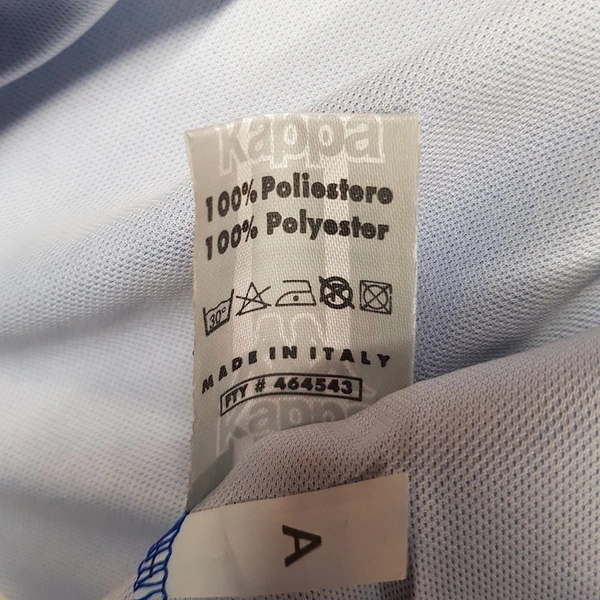 kappa
100% Poliestere
100% Polyester
30°
MADE IN ITALY
FTY # 464543
kappa
A